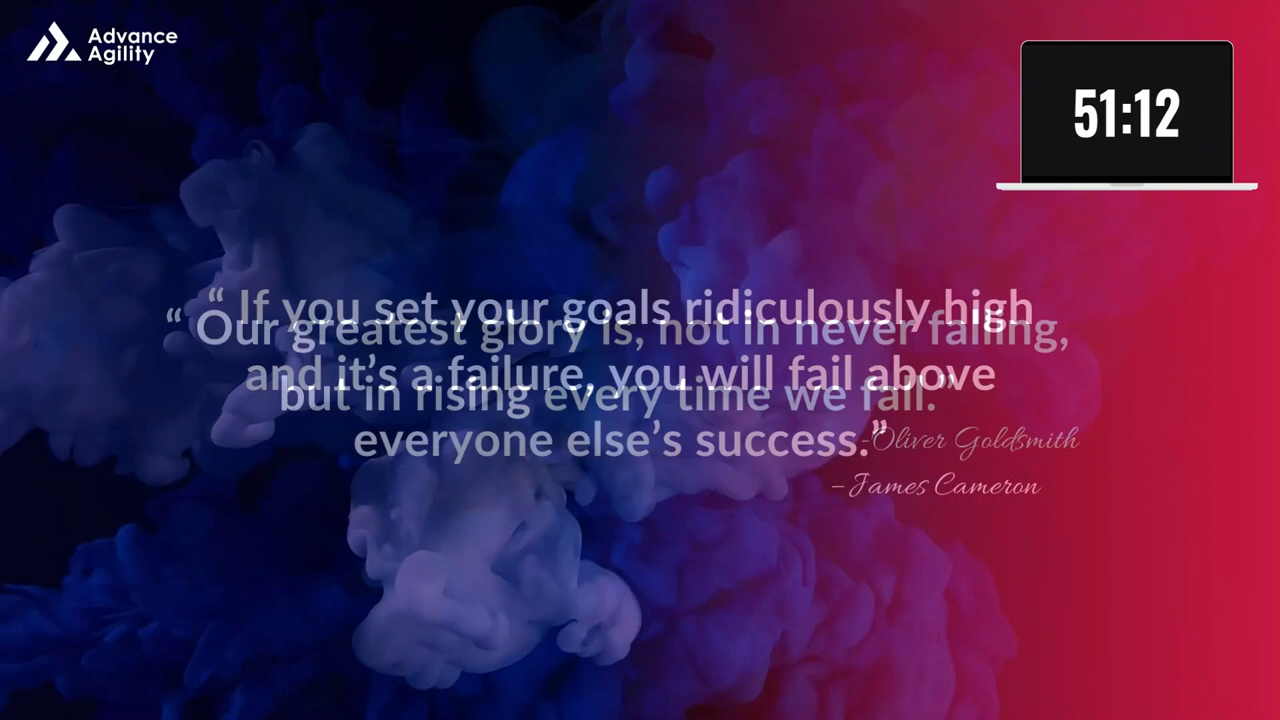 Advance
Agility
51:12
“ If you set your goals ridiculously high
and it’s a failure, you will fail above
everyone else’s success.”
– James Cameron
“ Our greatest glory is, not in never falling,
but in rising every time we fall.”
-Oliver Goldsmith